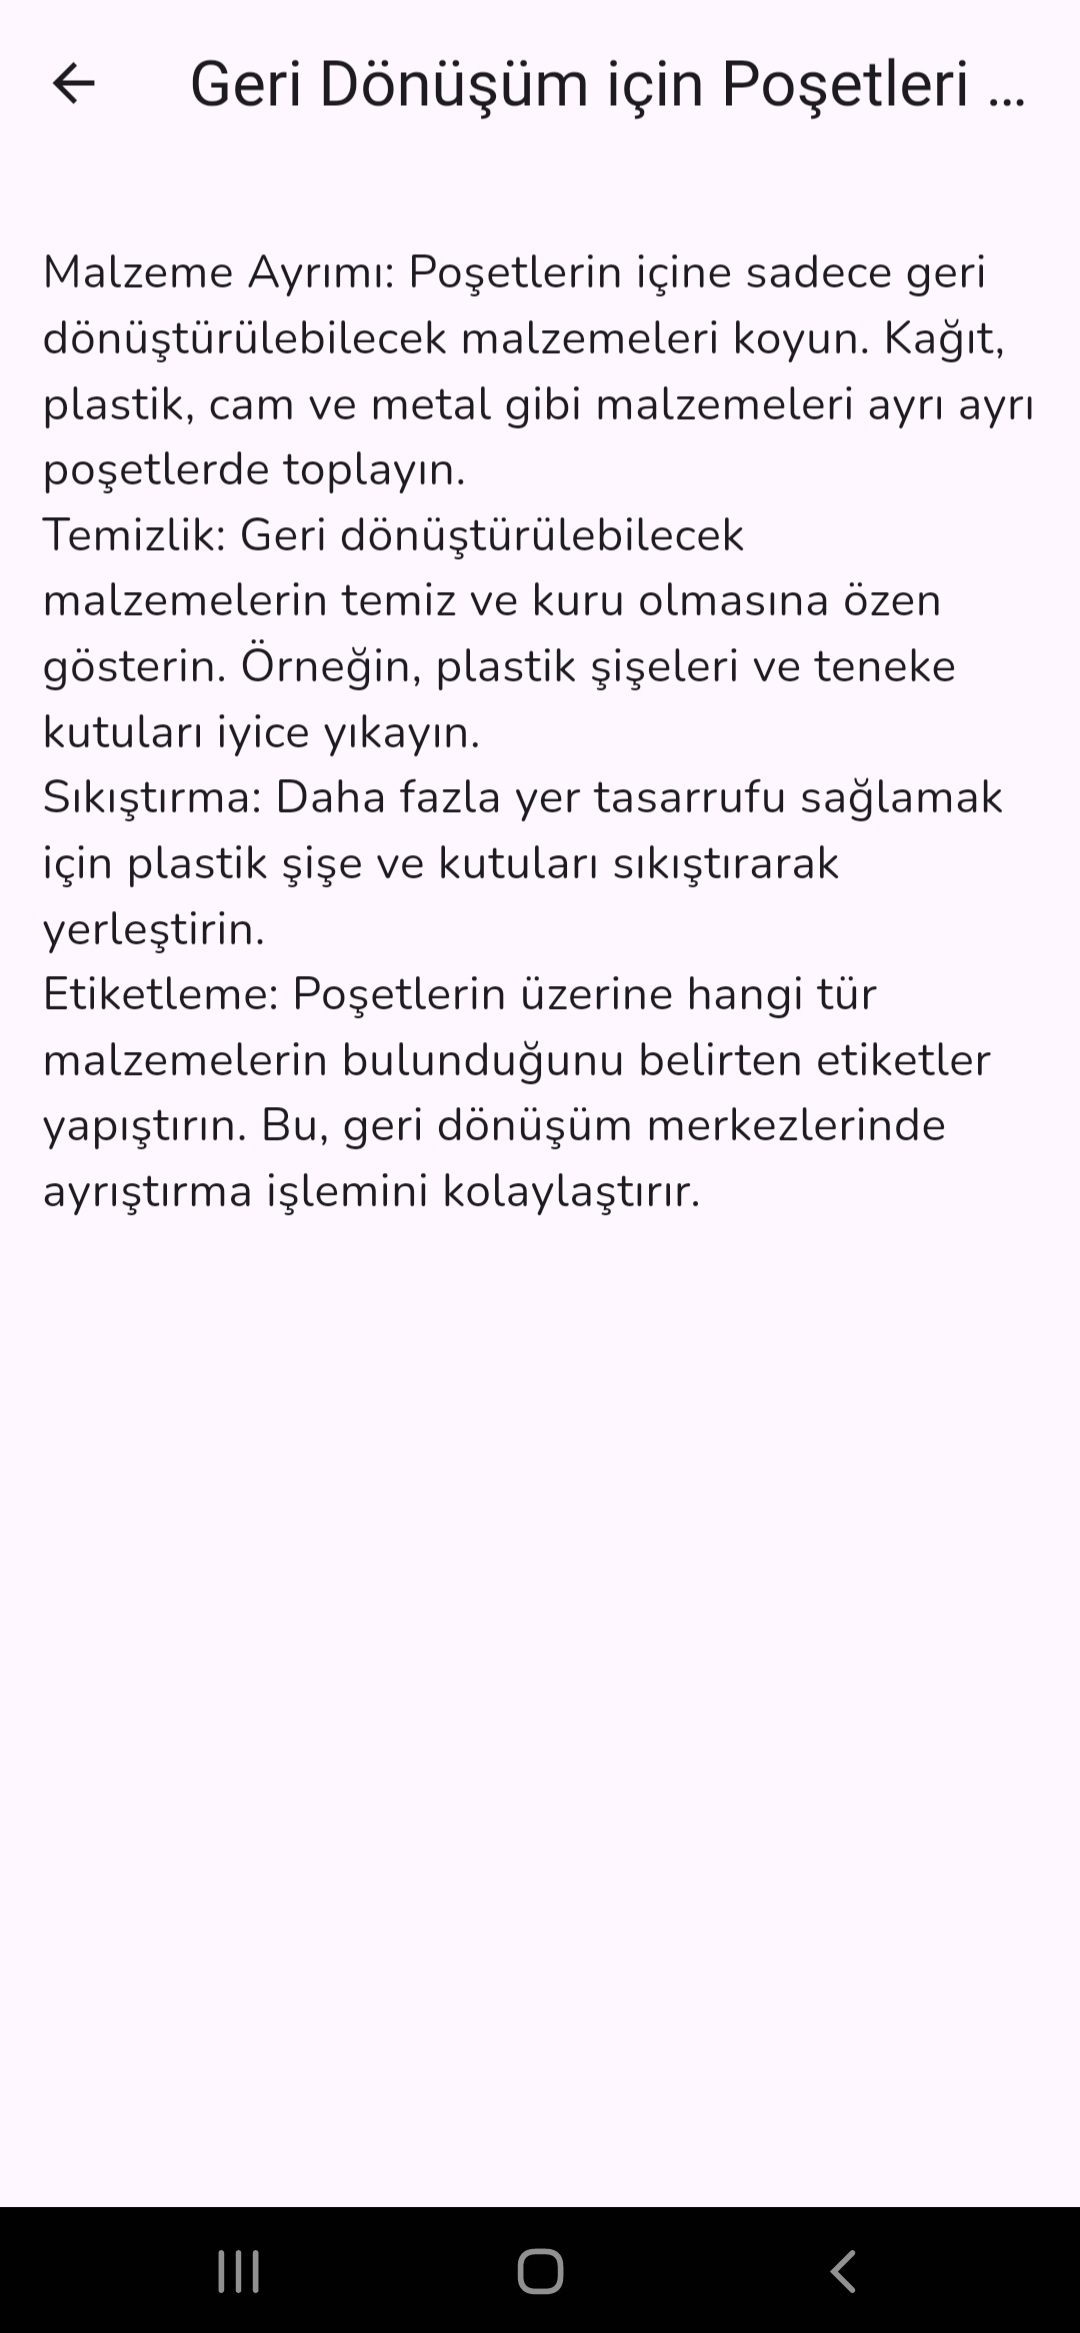 Geri Dönüşüm için Poşetleri ...
Malzeme Ayrımı: Poşetlerin içine sadece geri
dönüştürülebilecek malzemeleri koyun. Kağıt,
plastik, cam ve metal gibi malzemeleri ayrı ayrı
poşetlerde toplayın.
Temizlik: Geri dönüştürülebilecek
malzemelerin temiz ve kuru olmasına özen
gösterin. Örneğin, plastik şişeleri ve teneke
kutuları iyice yıkayın.
Sıkıştırma: Daha fazla yer tasarrufu sağlamak
için plastik şişe ve kutuları sıkıştırarak
yerleştirin.
Etiketleme: Poşetlerin üzerine hangi tür
malzemelerin bulunduğunu belirten etiketler
yapıştırın. Bu, geri dönüşüm merkezlerinde
ayrıştırma işlemini kolaylaştırır.